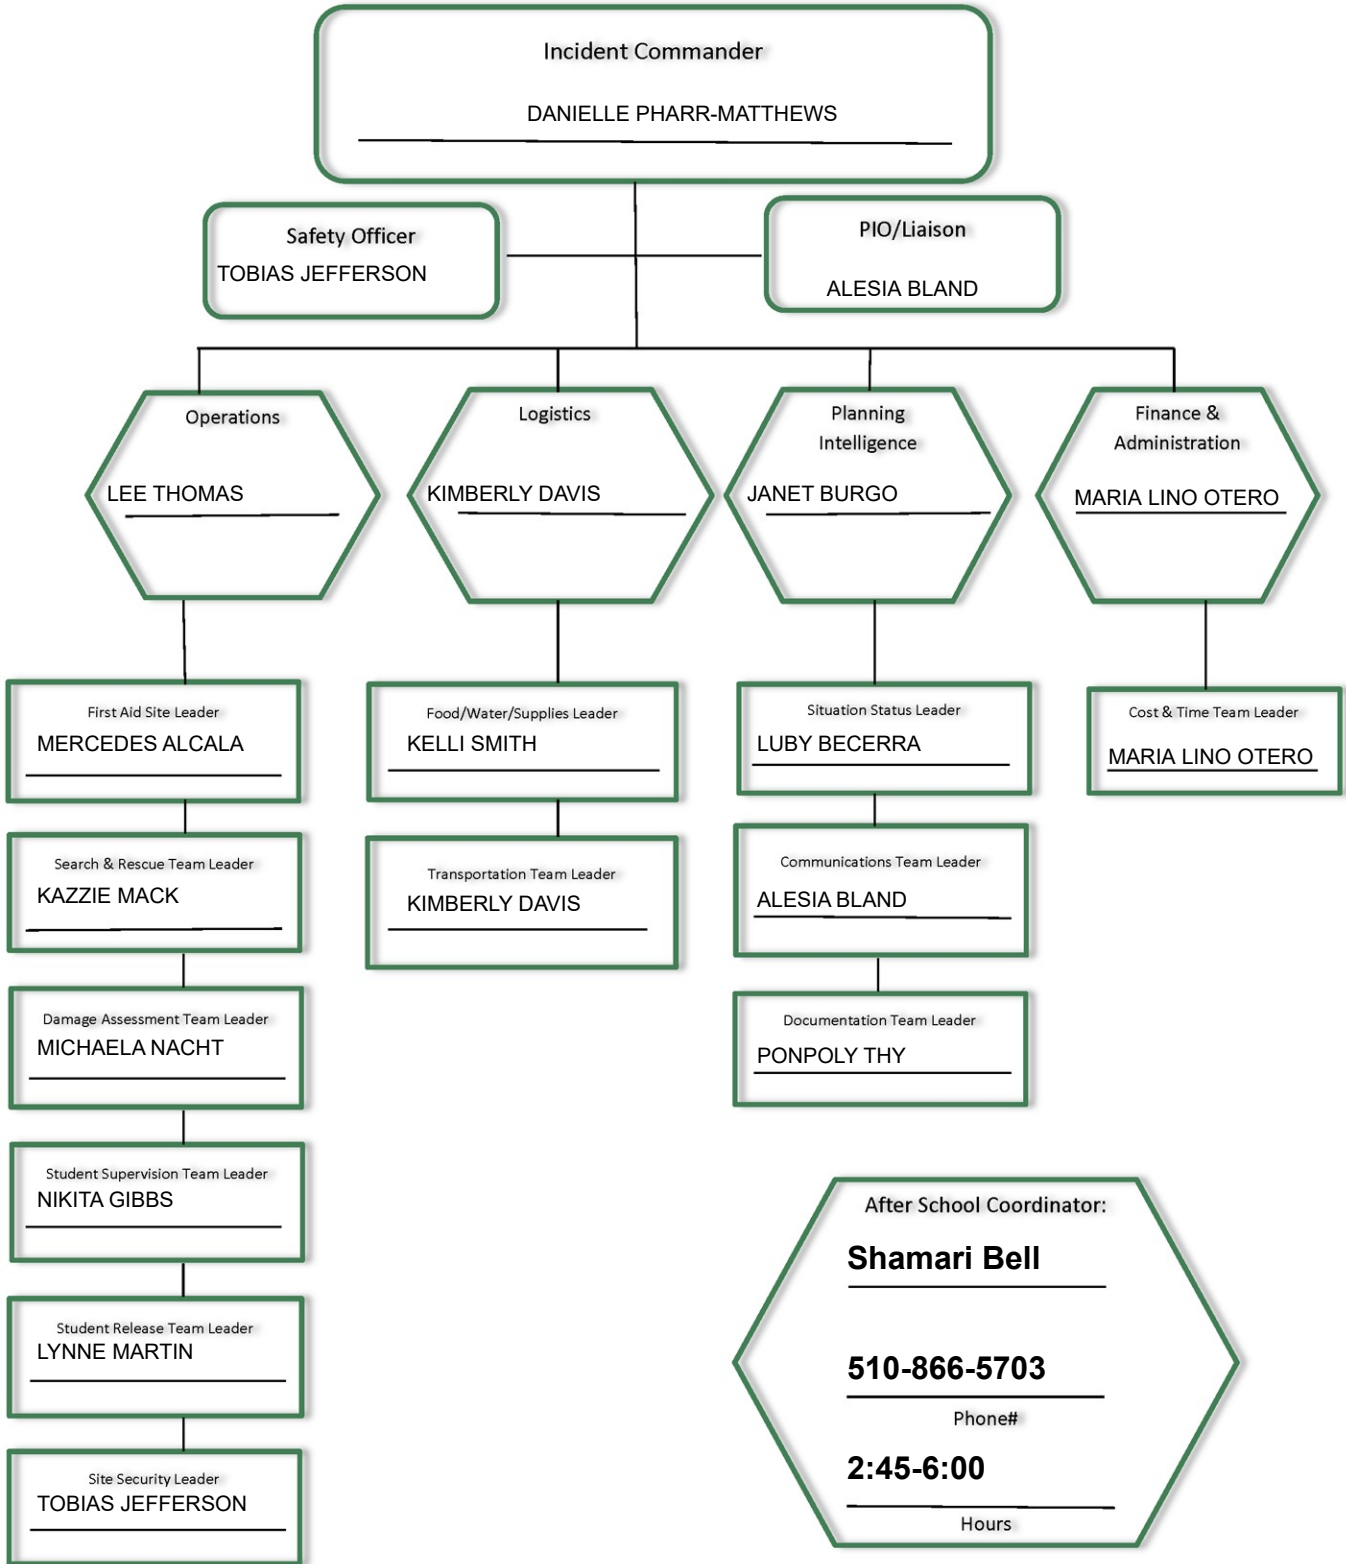 Incident Commander
DANIELLE PHARR-MATTHEWS
Safety Officer
TOBIAS JEFFERSON
PIO/Liaison
ALESIA BLAND
Operations
LEE THOMAS
Logistics
KIMBERLY DAVIS
Planning
Intelligence
JANET BURGO
Finance &
Administration
MARIA LINO OTERO
First Aid Site Leader
MERCEDES ALCALA
Search & Rescue Team Leader
KAZZIE MACK
Damage Assessment Team Leader
MICHAELA NACHT
Student Supervision Team Leader
NIKITA GIBBS
Student Release Team Leader
LYNNE MARTIN
Site Security Leader
TOBIAS JEFFERSON
Food/Water/Supplies Leader
KELLI SMITH
Transportation Team Leader
KIMBERLY DAVIS
Situation Status Leader
LUBY BECERRA
Communications Team Leader
ALESIA BLAND
Documentation Team Leader
PONPOLY THY
Cost & Time Team Leader
MARIA LINO OTERO
After School Coordinator:
Shamari Bell
510-866-5703
Phone#
2:45-6:00
Hours